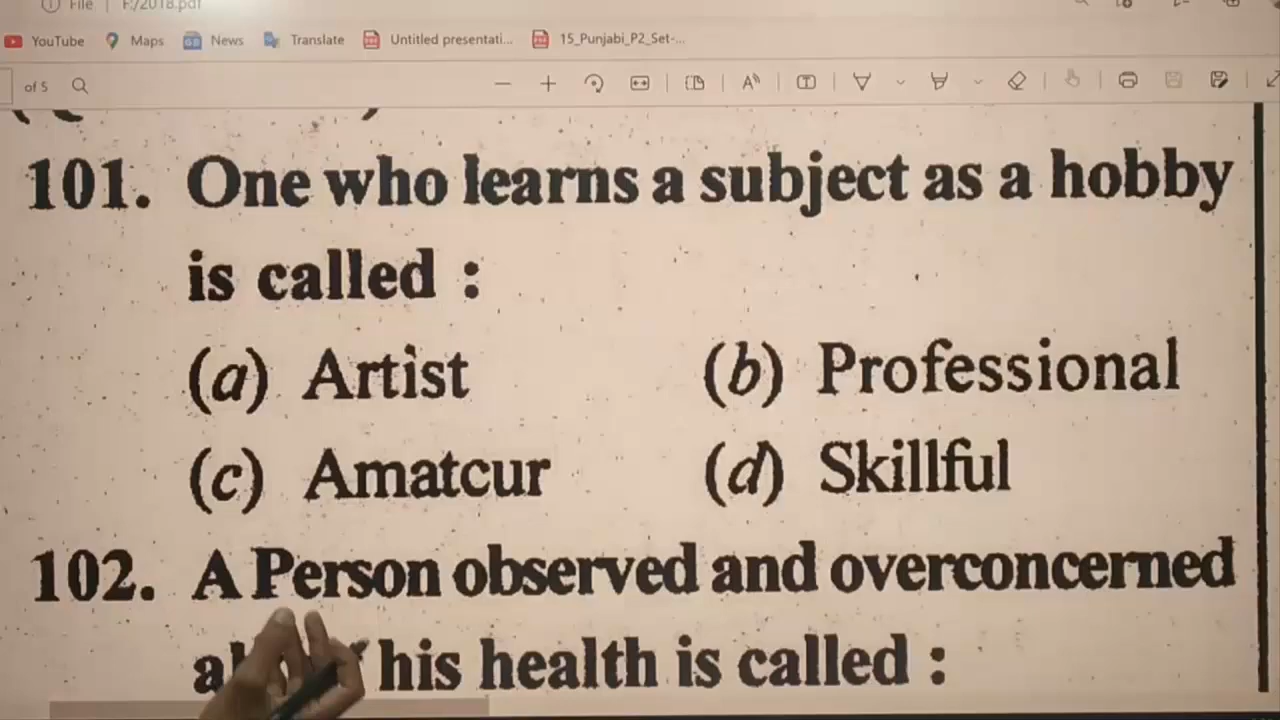 File | F:/2018.pdf
YouTube Maps News Translate Untitled presentati... 15_Punjabi_P2_Set-...
of 5
101. One who learns a subject as a hobby
is called :
(a) Artist (b) Professional
(c) Amatcur (d) Skillful
102. A Person observed and overconcerned
his health is called :